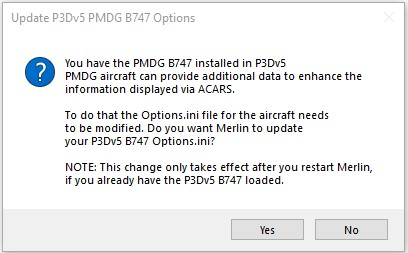 Update P3Dv5 PMDG B747 Options
You have the PMDG B747 installed in P3Dv5
PMDG aircraft can provide additional data to enhance the
information displayed via ACARS.
To do that the Options.ini file for the aircraft needs
to be modified. Do you want Merlin to update
your P3Dv5 B747 Options.ini?
NOTE: This change only takes effect after you restart Merlin,
if you already have the P3Dv5 B747 loaded.
Yes
No